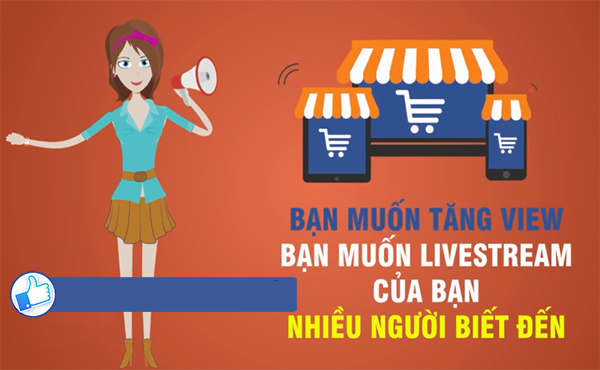 BẠN MUỐN TĂNG VIEW
BẠN MUỐN LIVESTREAM
CỦA BẠN
NHIỀU NGƯỜI BIẾT ĐẾN